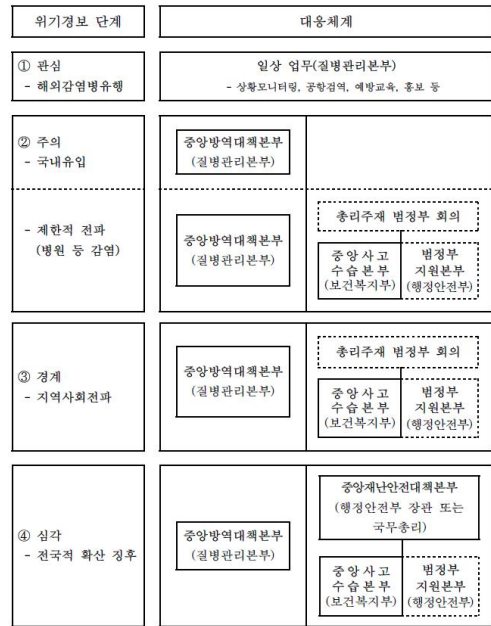 위기경보 단계
대응체계
① 관심
- 해외감염병유행
일상 업무(질병관리본부)
- 상황모니터링, 공항검역, 예방교육, 홍보 등
② 주의
- 국내유입
중앙방역대책본부
(질병관리본부)
- 제한적 전파
(병원 등 감염)
중앙방역대책본부
(질병관리본부)
총리주재 범정부 회의
중앙사고
수습본부
(보건복지부)
범정부
지원본부
(행정안전부)
③ 경계
- 지역사회전파
중앙방역대책본부
(질병관리본부)
총리주재 범정부 회의
중앙사고
수습본부
(보건복지부)
범정부
지원본부
(행정안전부)
④ 심각
- 전국적 확산 징후
중앙방역대책본부
(질병관리본부)
중앙재난안전대책본부
(행정안전부 장관 또는
국무총리)
중앙사고
수습본부
(보건복지부)
범정부
지원본부
(행정안전부)